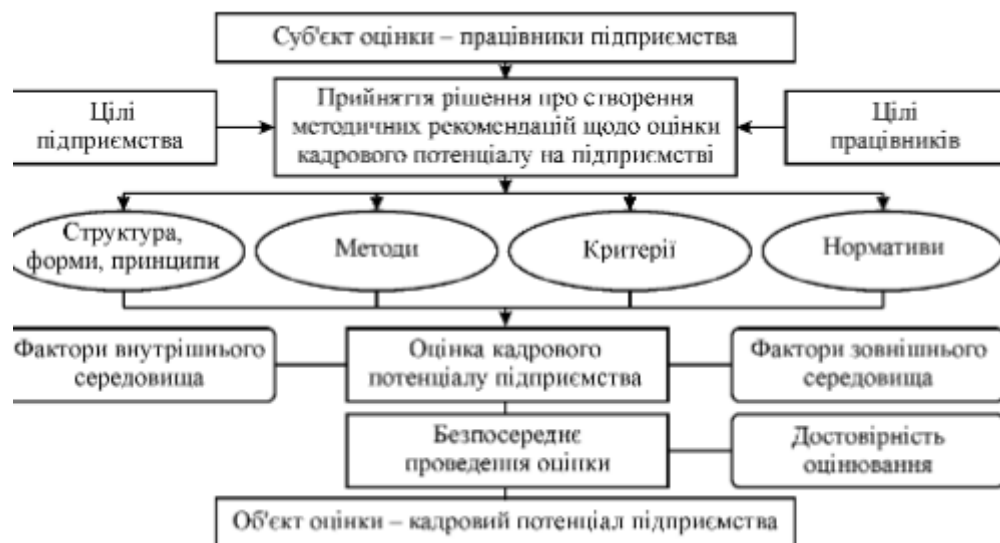 Суб'єкт оцінки – працівники підприємства
Цілі
підприємства
Прийняття рішення про створення
методичних рекомендацій щодо оцінки
кадрового потенціалу на підприємстві
Цілі
працівників
Структура,
форми, принципи
Методи
Критерії
Нормативи
Фактори внутрішнього
середовища
Оцінка кадрового
потенціалу підприємства
Фактори зовнішнього
середовища
Безпосереднє
проведення оцінки
Достовірність
оцінювання
Об'єкт оцінки – кадровий потенціал підприємства